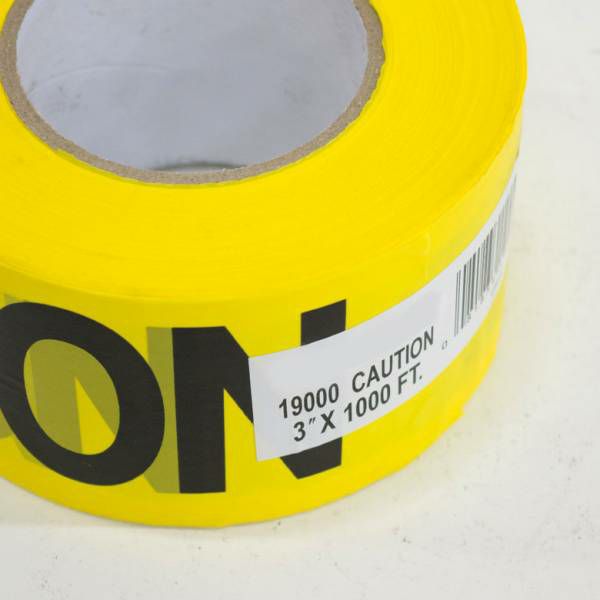 ON
19000 CAUTION
3" X 1000 FT.